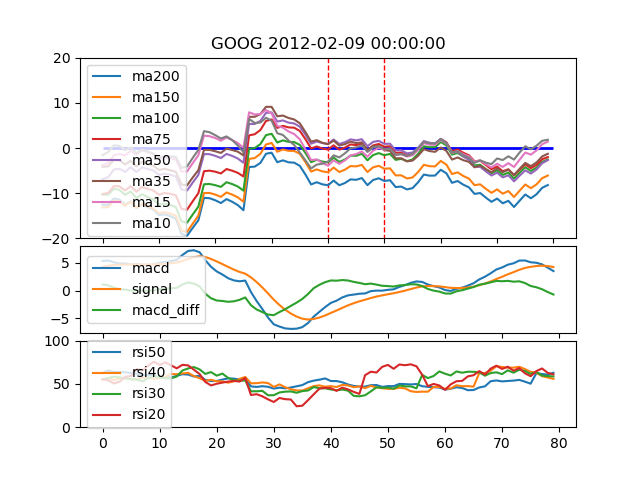 GOOG 2012-02-09 00:00:00
20
10
0
−10
−20
ma200
ma150
ma100
ma75
ma50
ma35
ma15
ma10
5
0
−5
macd
signal
macd_diff
100
50
0
rsi50
rsi40
rsi30
rsi20
0 10 20 30 40 50 60 70 80